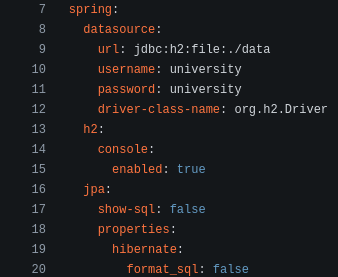 7 spring:
8 datasource:
9 url: jdbc:h2:file:./data
10 username: university
11 password: university
12 driver-class-name: org.h2.Driver
13 h2:
14 console:
15 enabled: true
16 jpa:
17 show-sql: false
18 properties:
19 hibernate:
20 format_sql: false